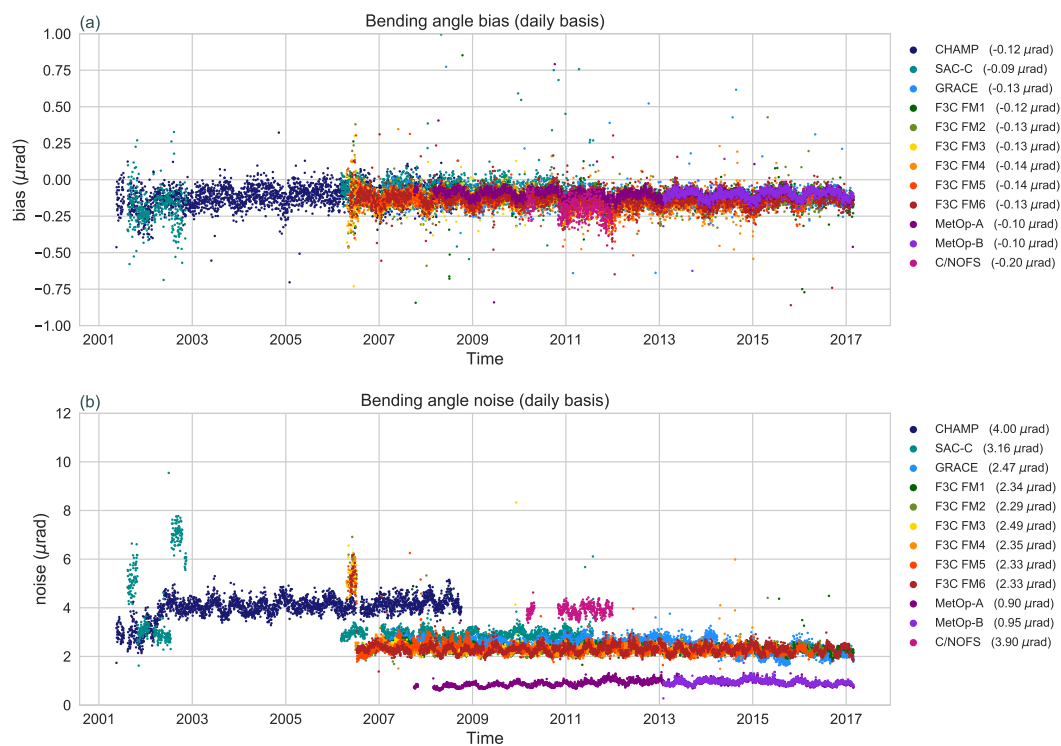 (a)
Bending angle bias (daily basis)
1.00
0.75
0.50
0.25
0.00
−0.25
−0.50
−0.75
−1.00
bias (μrad)
2001 2003 2005 2007 2009 2011 2013 2015 2017
Time
CHAMP (-0.12 μrad)
SAC-C (-0.09 μrad)
GRACE (-0.13 μrad)
F3C FM1 (-0.12 μrad)
F3C FM2 (-0.13 μrad)
F3C FM3 (-0.13 μrad)
F3C FM4 (-0.14 μrad)
F3C FM5 (-0.14 μrad)
F3C FM6 (-0.13 μrad)
MetOp-A (-0.10 μrad)
MetOp-B (-0.10 μrad)
C/NOFS (-0.20 μrad)
(b)
Bending angle noise (daily basis)
12
10
8
6
4
2
0
noise (μrad)
2001 2003 2005 2007 2009 2011 2013 2015 2017
Time
CHAMP (4.00 μrad)
SAC-C (3.16 μrad)
GRACE (2.47 μrad)
F3C FM1 (2.34 μrad)
F3C FM2 (2.29 μrad)
F3C FM3 (2.49 μrad)
F3C FM4 (2.35 μrad)
F3C FM5 (2.33 μrad)
F3C FM6 (2.33 μrad)
MetOp-A (0.90 μrad)
MetOp-B (0.95 μrad)
C/NOFS (3.90 μrad)